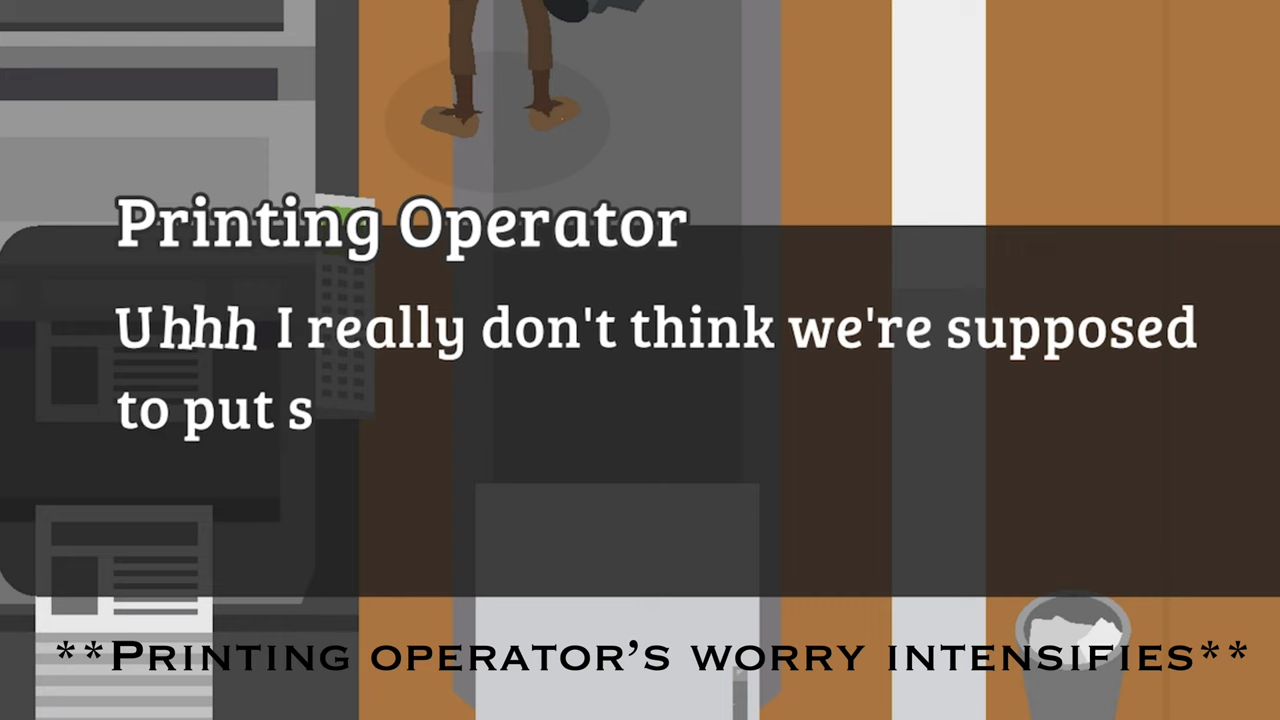 Printing Operator
Uhhh I really don't think we're supposed
to put s
**Printing operator's worry intensifies**